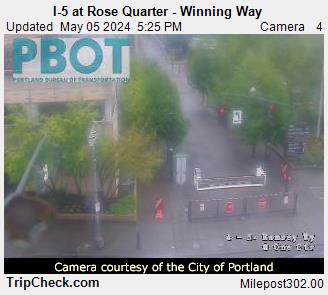 I-5 at Rose Quarter - Winning Way
Updated May 05 2024 5:25 PM Camera 4
PBOT
PORTLAND BUREAU OF TRANSPORTATION
Camera courtesy of the City of Portland
TripCheck.com Milepost302.00